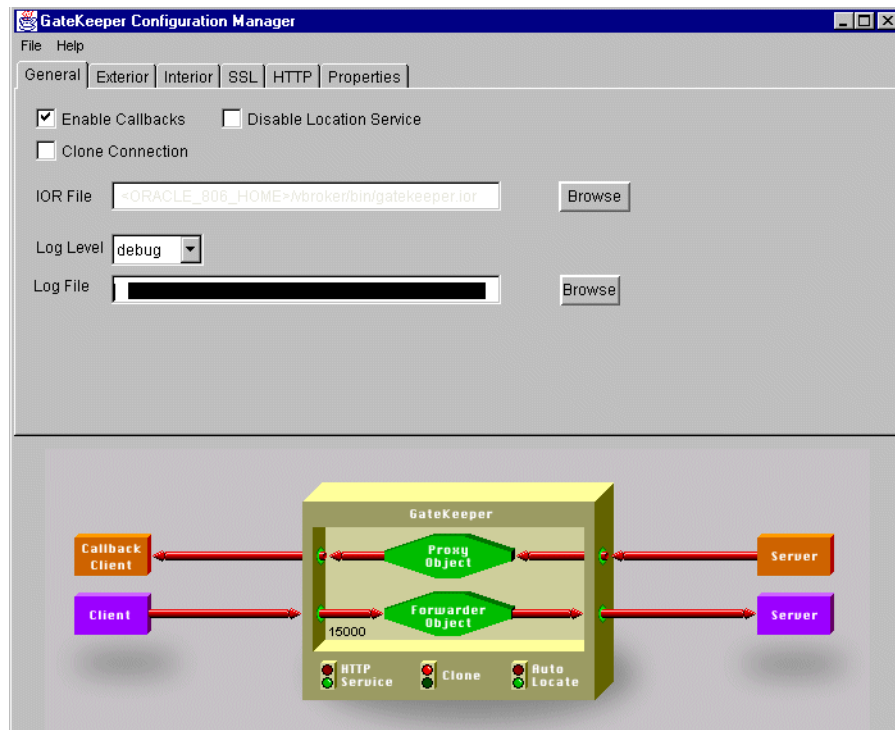 GateKeeper Configuration Manager
File Help
General Exterior Interior SSL HTTP Properties
Enable Callbacks Disable Location Service
Clone Connection
IOR File <ORACLE_806_HOME>/vbroker/bin/gatekeeper.ior Browse
Log Level debug
Log File Browse
GateKeeper
Callback Client Proxy Object Server
Client Forwarder Object Server
15000
HTTP Service Clone Auto Locate